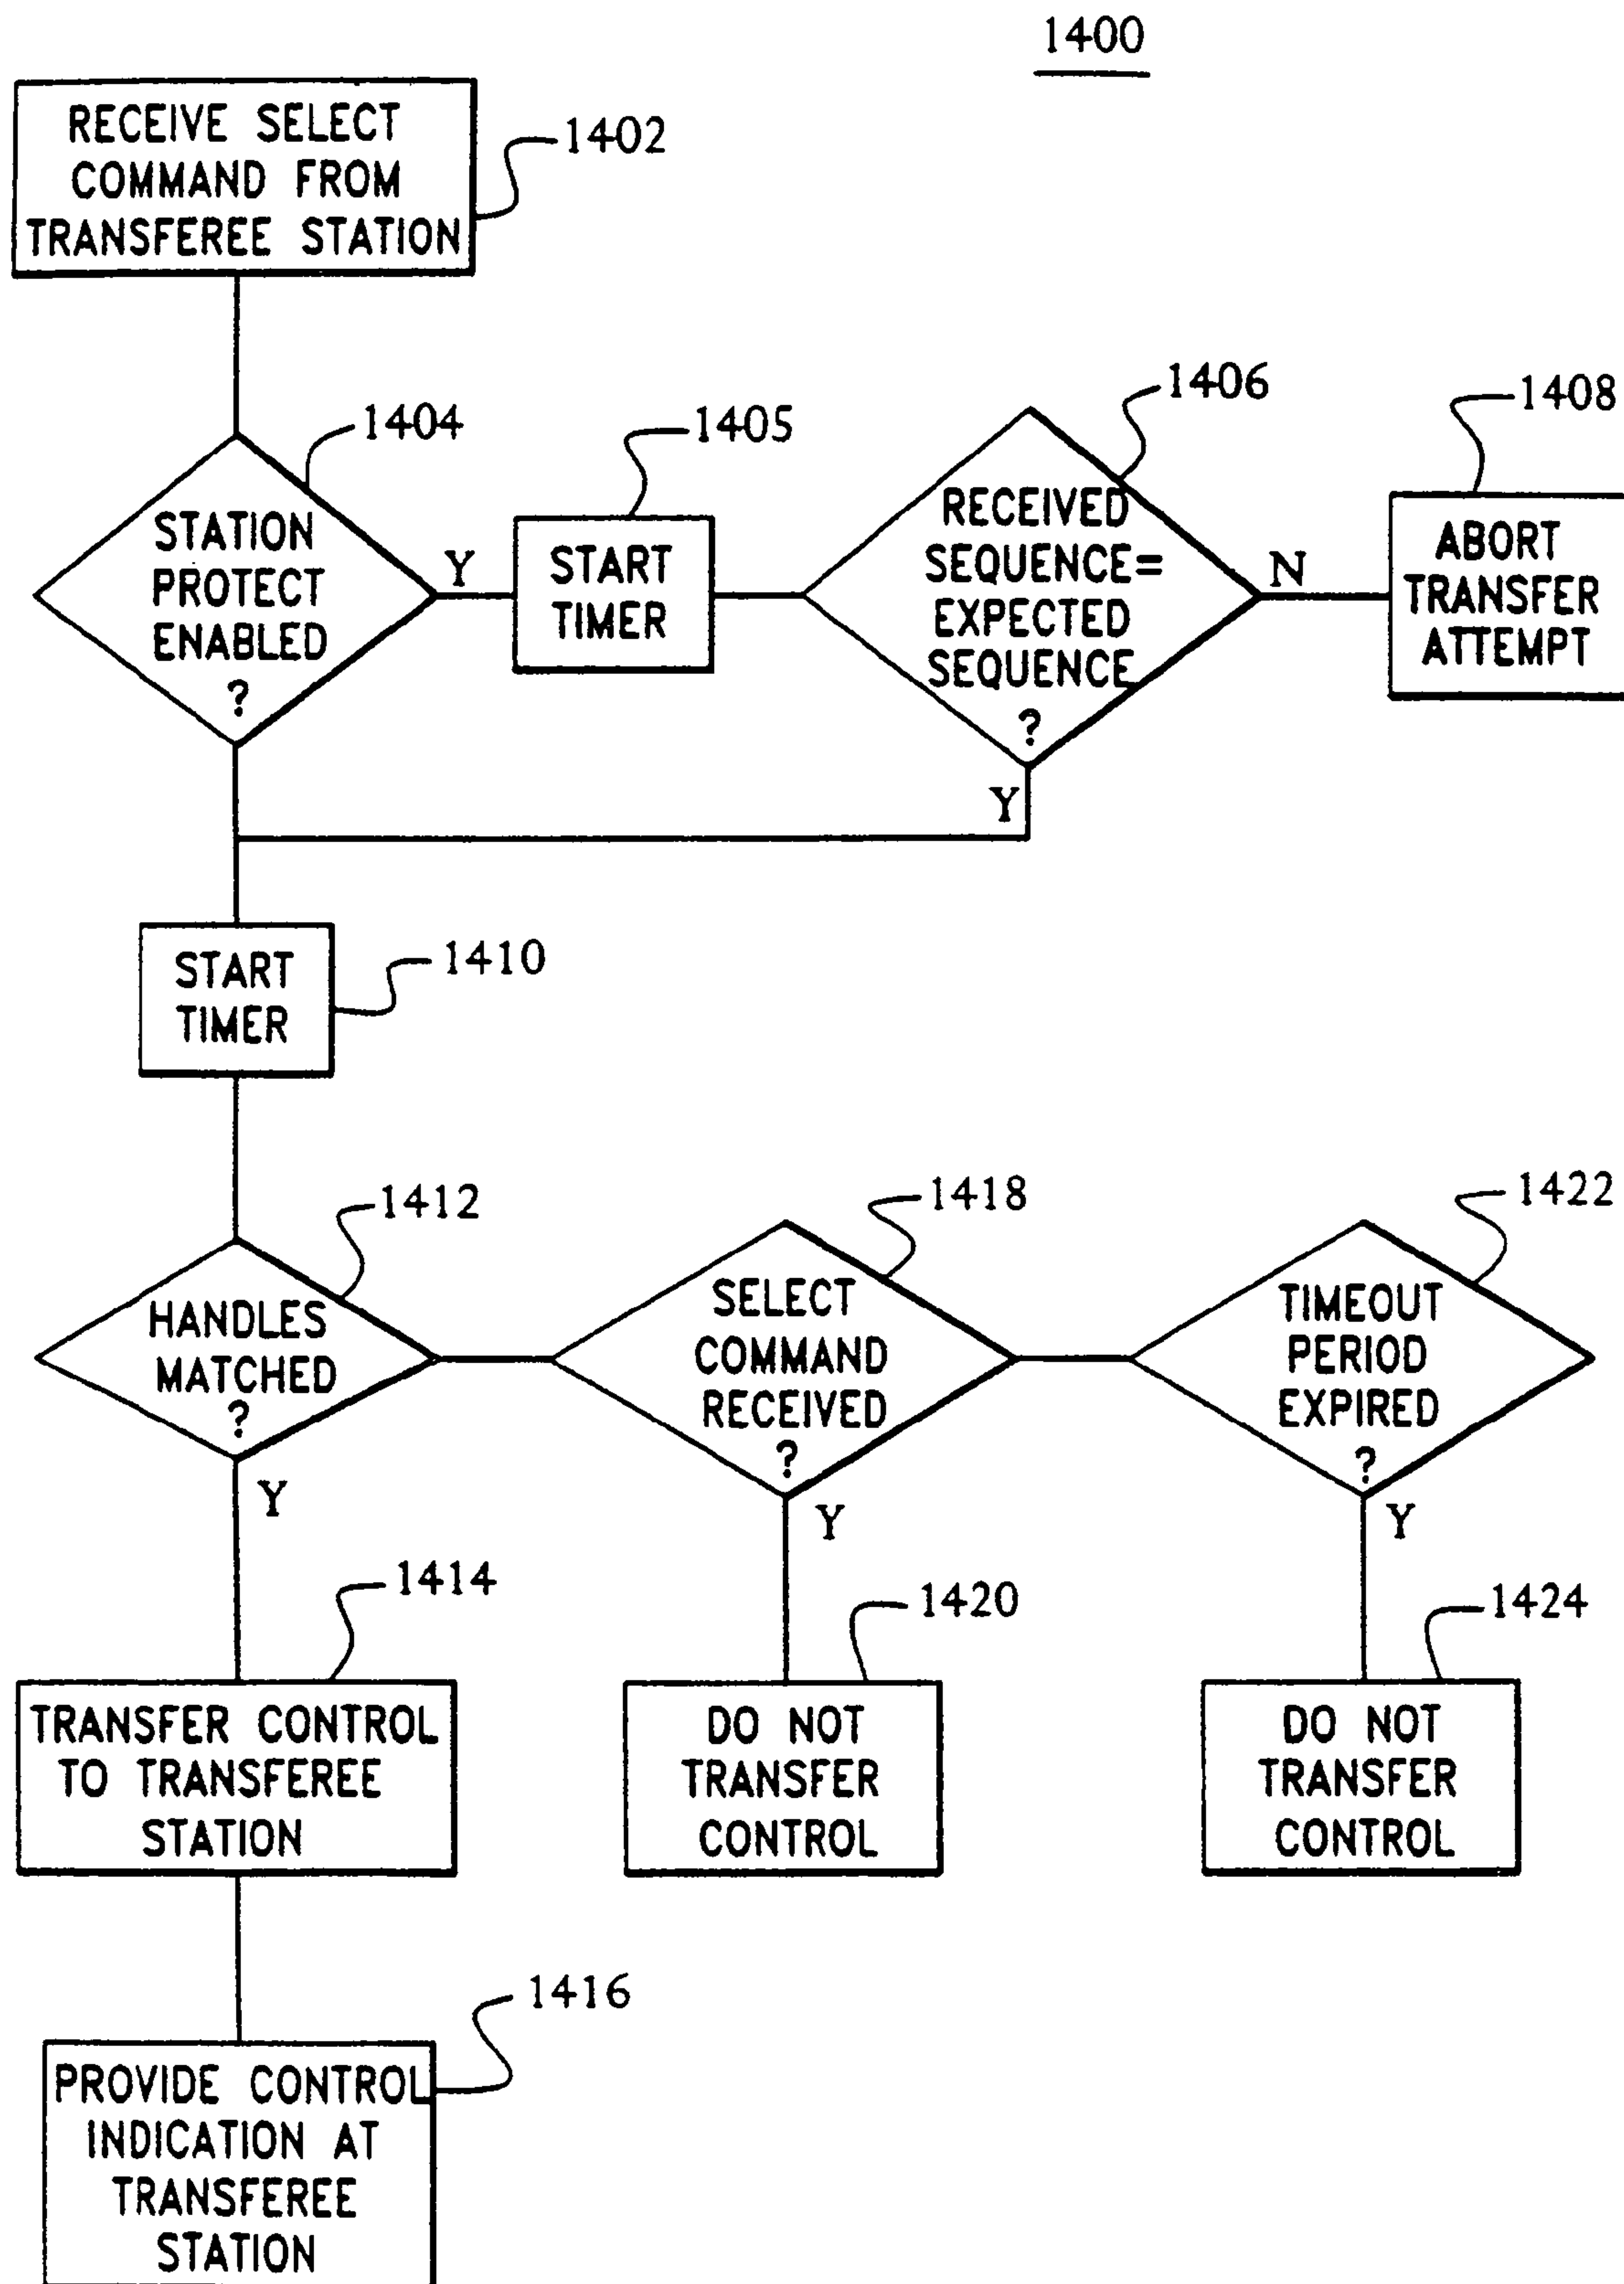 1400
RECEIVE SELECT
COMMAND FROM
TRANSFEREE STATION
1402
1404
STATION
PROTECT
ENABLED
?
Y
1405
START
TIMER
1406
RECEIVED
SEQUENCE=
EXPECTED
SEQUENCE
?
N
Y
1408
ABORT
TRANSFER
ATTEMPT
START
TIMER
1410
1412
HANDLES
MATCHED
?
Y
1418
SELECT
COMMAND
RECEIVED
?
Y
1422
TIMEOUT
PERIOD
EXPIRED
?
Y
1414
TRANSFER CONTROL
TO TRANSFEREE
STATION
1420
DO NOT
TRANSFER
CONTROL
1424
DO NOT
TRANSFER
CONTROL
1416
PROVIDE CONTROL
INDICATION AT
TRANSFEREE
STATION